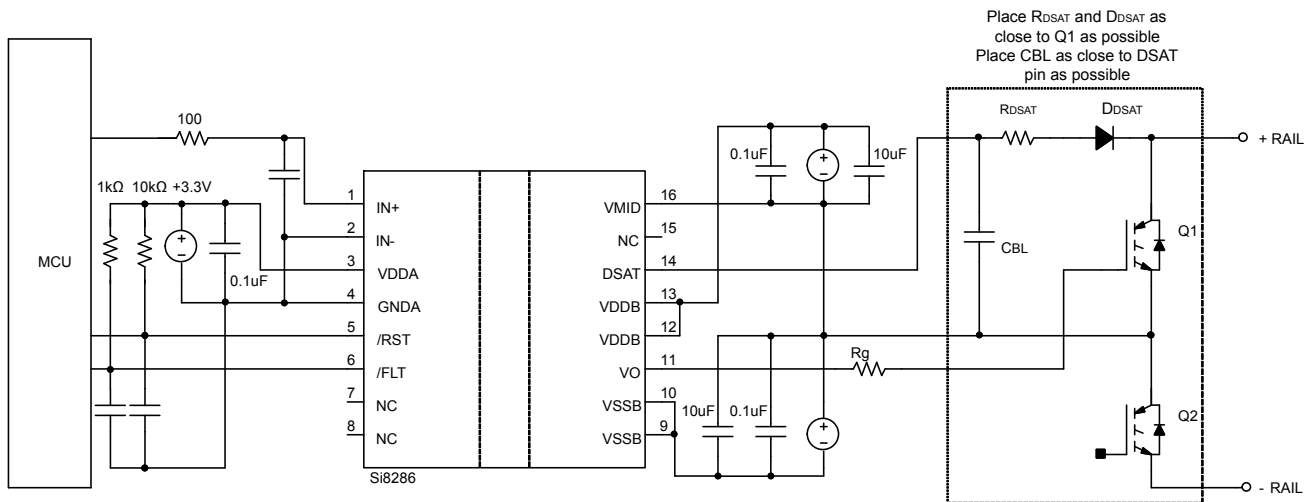 Place RDSAT and DDSAT as
close to Q1 as possible
Place CBL as close to DSAT
pin as possible
RDSAT
DDSAT
+ RAIL
100
0.1uF
10uF
1kΩ
10kΩ
+3.3V
MCU
0.1uF
1
IN+
2
IN-
3
VDDA
4
GNDA
5
/RST
6
/FLT
7
NC
8
NC
Si8286
16
VMID
15
NC
14
DSAT
13
VDDB
12
VDDB
11
VO
10
VSSB
9
VSSB
CBL
Q1
Rg
10uF
0.1uF
Q2
- RAIL
+
−
+
−
+
−